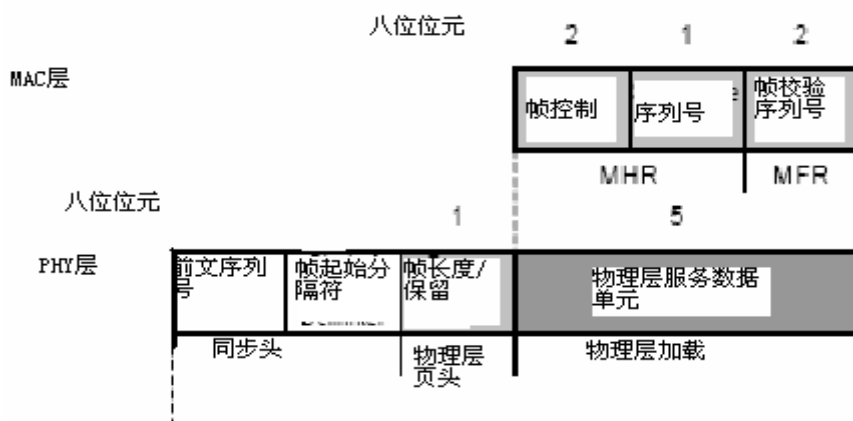 八位位元 2 1 2
MAC层
帧控制
序列号
帧校验
序列号
MHR MFR
八位位元 1 5
PHY层
前文序列
号
帧起始分
隔符
帧长度/
保留
物理层服务数据
单元
同步头
物理层
页头
物理层加载